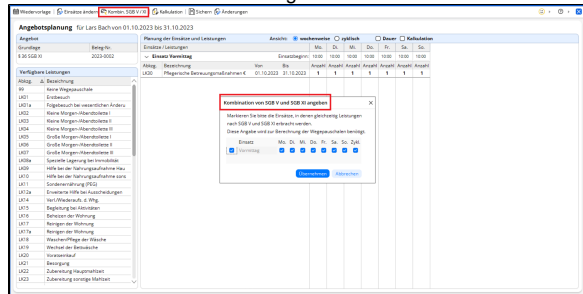 Wiedervorlage Einsätze ändern Kombin. SGB V / XI Kalkulation Sichern Änderungen
Angebotsplanung für Lars Bach von 01.10.2023 bis 31.10.2023
Angebot
Grundlage Beleg-Nr.
§ 36 SGB XI 2023-0002
Verfügbare Leistungen
Abkzg. Bezeichnung
99 Keine Wegepauschale
LK01 Erstbesuch
LK01a Folgebesuch bei wesentlichen Änderu
LK02 Kleine Morgen-/Abendtoilette I
LK03 Kleine Morgen-/Abendtoilette II
LK04 Kleine Morgen-/Abendtoilette III
LK05 Große Morgen-/Abendtoilette I
LK06 Große Morgen-/Abendtoilette II
LK07 Große Morgen-/Abendtoilette III
LK08a Spezielle Lagerung bei Immobilität
LK09 Hilfe bei der Nahrungsaufnahme Hau
LK10 Hilfe bei der Nahrungsaufnahme sons
LK11 Sondenernährung (PEG)
LK12a Erweiterte Hilfe bei Ausscheidungen
LK14 Verl./Wiederaufs. d. Whg.
LK15 Begleitung bei Aktivitäten
LK16 Beheizen der Wohnung
LK17 Reinigen der Wohnung
LK17a Reinigen der Wohnung
LK18 Waschen/Pflege der Wäsche
LK19 Wechsel der Bettwäsche
LK20 Vorratseinkauf
LK21 Besorgung
LK22 Zubereitung Hauptmahlzeit
LK23 Zubereitung sonstige Mahlzeit
Planung der Einsätze und Leistungen Ansicht: wochenweise zyklisch Dauer Kalkulation
Einsätze / Leistungen Mo. Di. Mi. Do. Fr. Sa. So.
Einsatz Vormittag Einsatzbeginn: 10:00 10:00 10:00 10:00 10:00 10:00 10:00
Abkzg. Bezeichnung Von Bis Anzahl Anzahl Anzahl Anzahl Anzahl Anzahl Anzahl
LK30 Pflegerische Betreuungsmaßnahmen € 01.10.2023 31.10.2023 1 1 1 1 1 1 1
Kombination von SGB V und SGB XI angeben
Markieren Sie bitte die Einsätze, in denen gleichzeitig Leistungen
nach SGB V und SGB XI erbracht werden.
Diese Angabe wird zur Berechnung der Wegepauschalen benötigt.
Einsatz Mo. Di. Mi. Do. Fr. Sa. So. Zykl.
Vormittag
Übernehmen Abbrechen